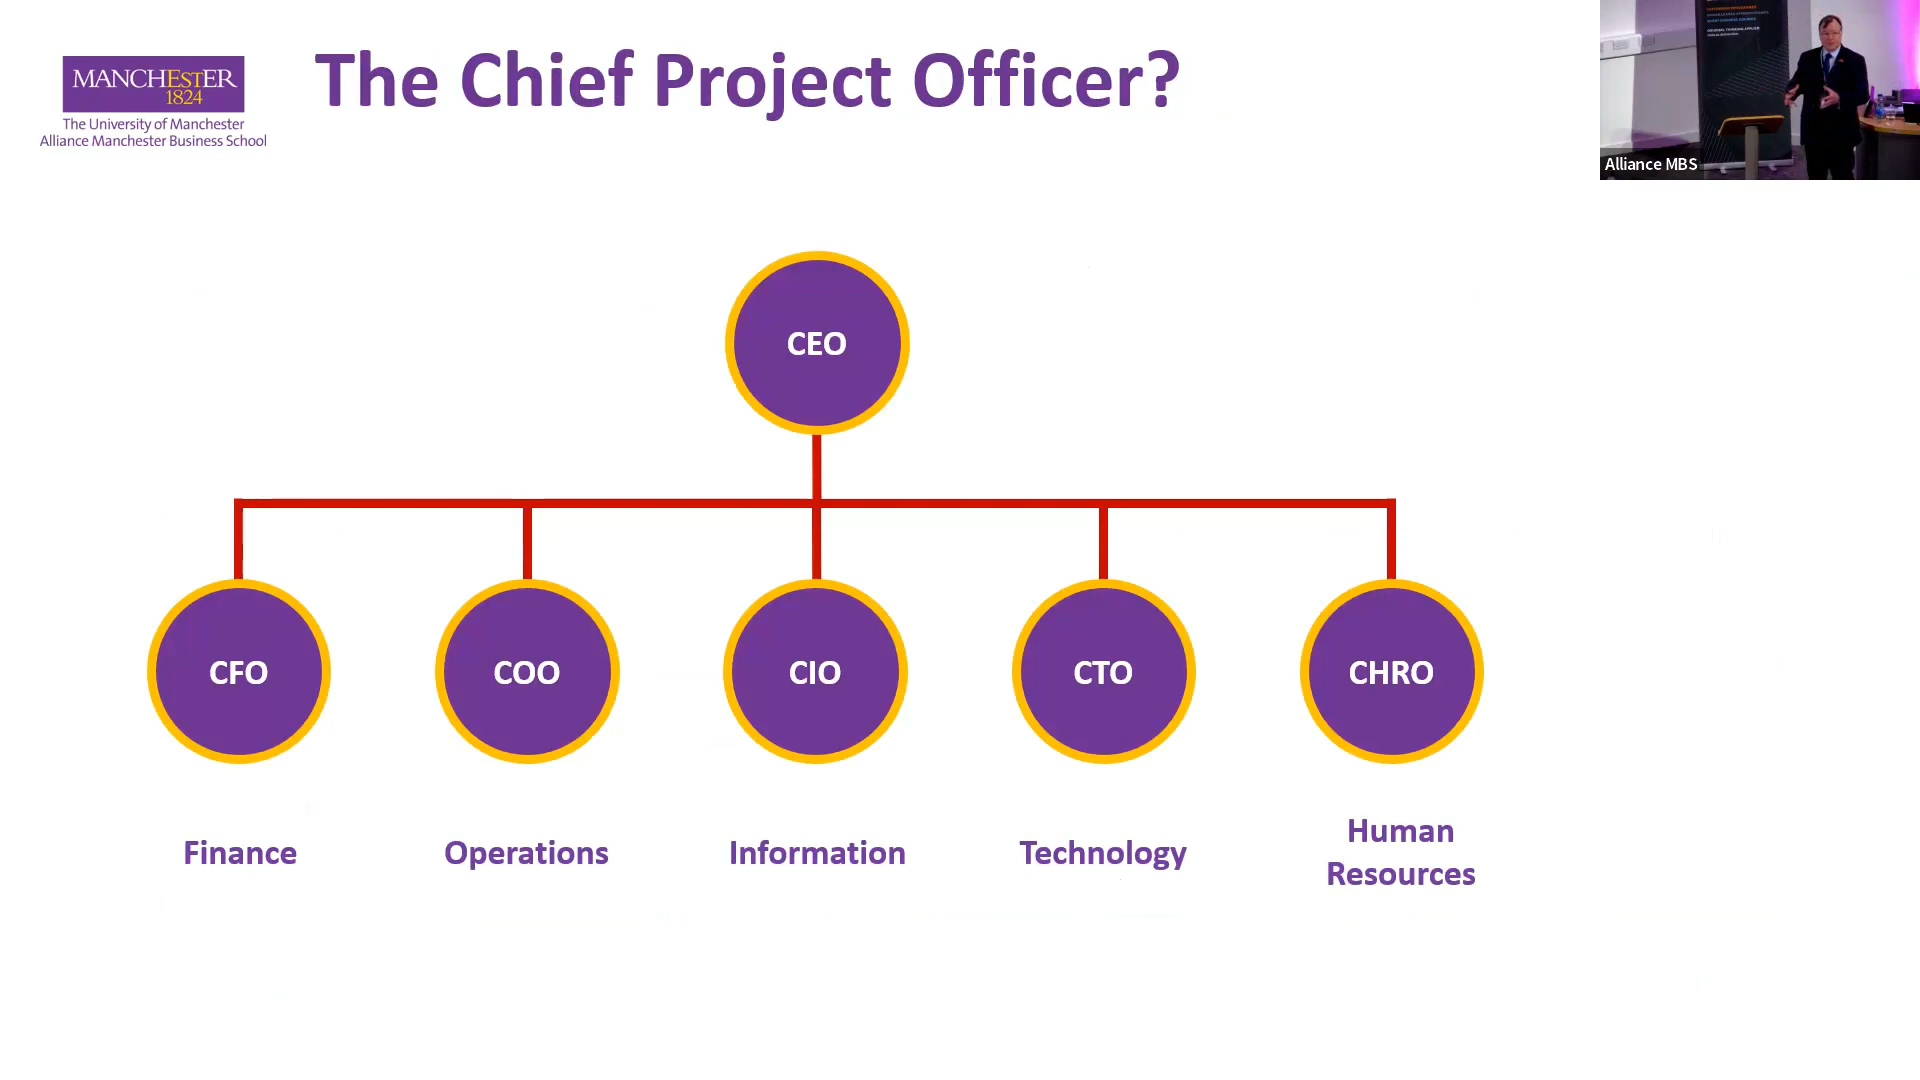 The Chief Project Officer?
MANCHESTER
1824
The University of Manchester
Alliance Manchester Business School
Alliance MBS
CEO
CFO
COO
CIO
CTO
CHRO
Finance
Operations
Information
Technology
Human
Resources